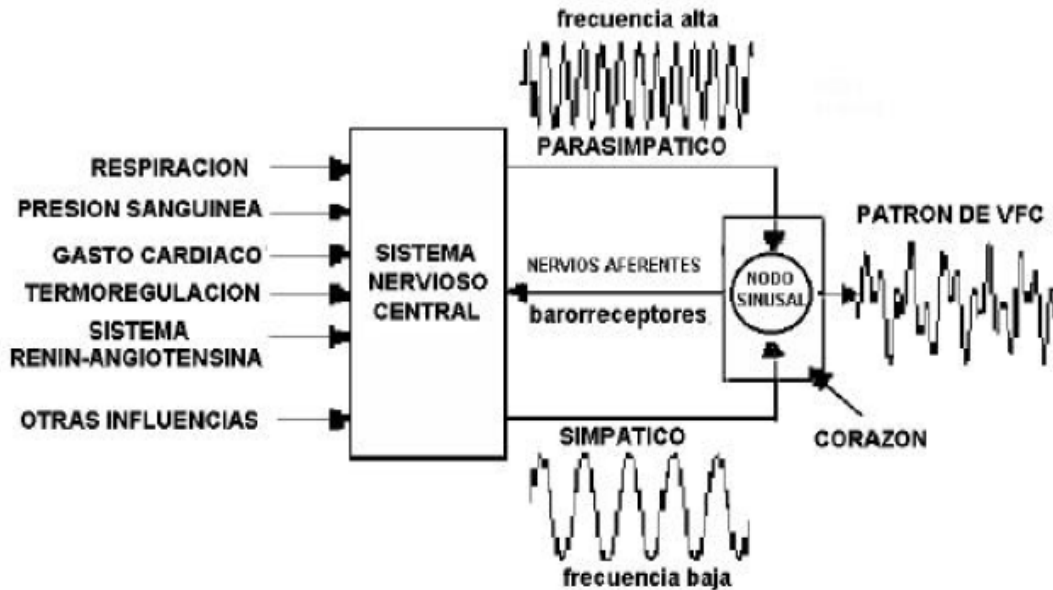 frecuencia alta
PARASIMPATICO
RESPIRACION
PRESION SANGUINEA
GASTO CARDIACO
TERMOREGULACION
SISTEMA
RENIN-ANGIOTENSINA
OTRAS INFLUENCIAS
SISTEMA
NERVIOSO
CENTRAL
NERVIOS AFERENTES
barorreceptores
NODO
SINUSAL
PATRON DE VFC
CORAZON
SIMPATICO
frecuencia baja